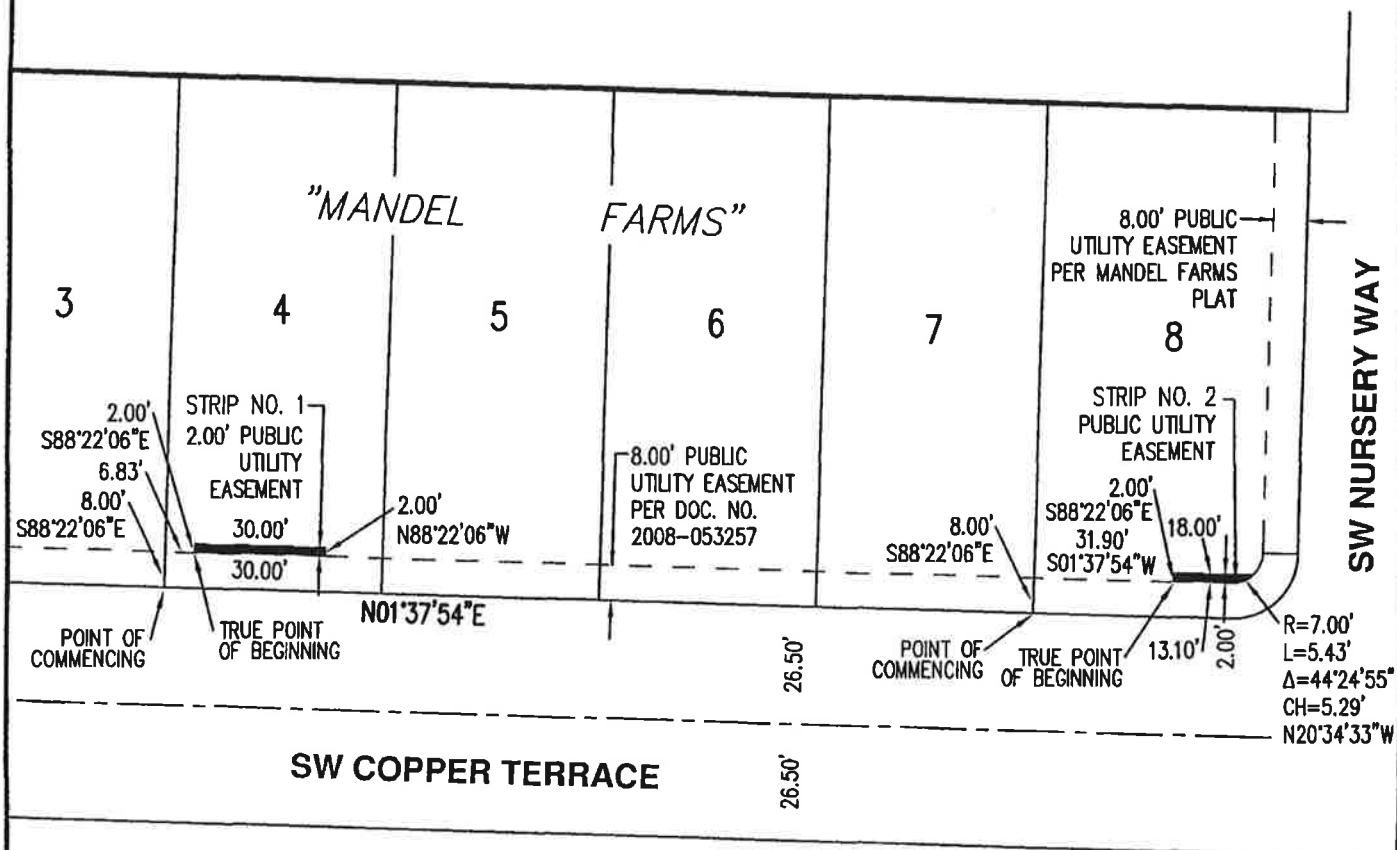 "MANDEL FARMS"
3
4
5
6
7
8
8.00' PUBLIC
UTILITY EASEMENT
PER MANDEL FARMS
PLAT
SW NURSERY WAY
2.00'
S88°22'06"E
6.83'
8.00'
S88°22'06"E
STRIP NO. 1
2.00' PUBLIC
UTILITY
EASEMENT
30.00'
30.00'
2.00'
N88°22'06"W
8.00' PUBLIC
UTILITY EASEMENT
PER DOC. NO.
2008-053257
8.00'
S88°22'06"E
STRIP NO. 2
PUBLIC UTILITY
EASEMENT
2.00'
S88°22'06"E
31.90'
S01°37'54"W
18.00'
POINT OF
COMMENCING
TRUE POINT
OF BEGINNING
N01°37'54"E
26.50'
POINT OF
COMMENCING
TRUE POINT
OF BEGINNING
13.10'
2.00'
R=7.00'
L=5.43'
Δ=44°24'55"
CH=5.29'
N20°34'33"W
SW COPPER TERRACE
26.50'